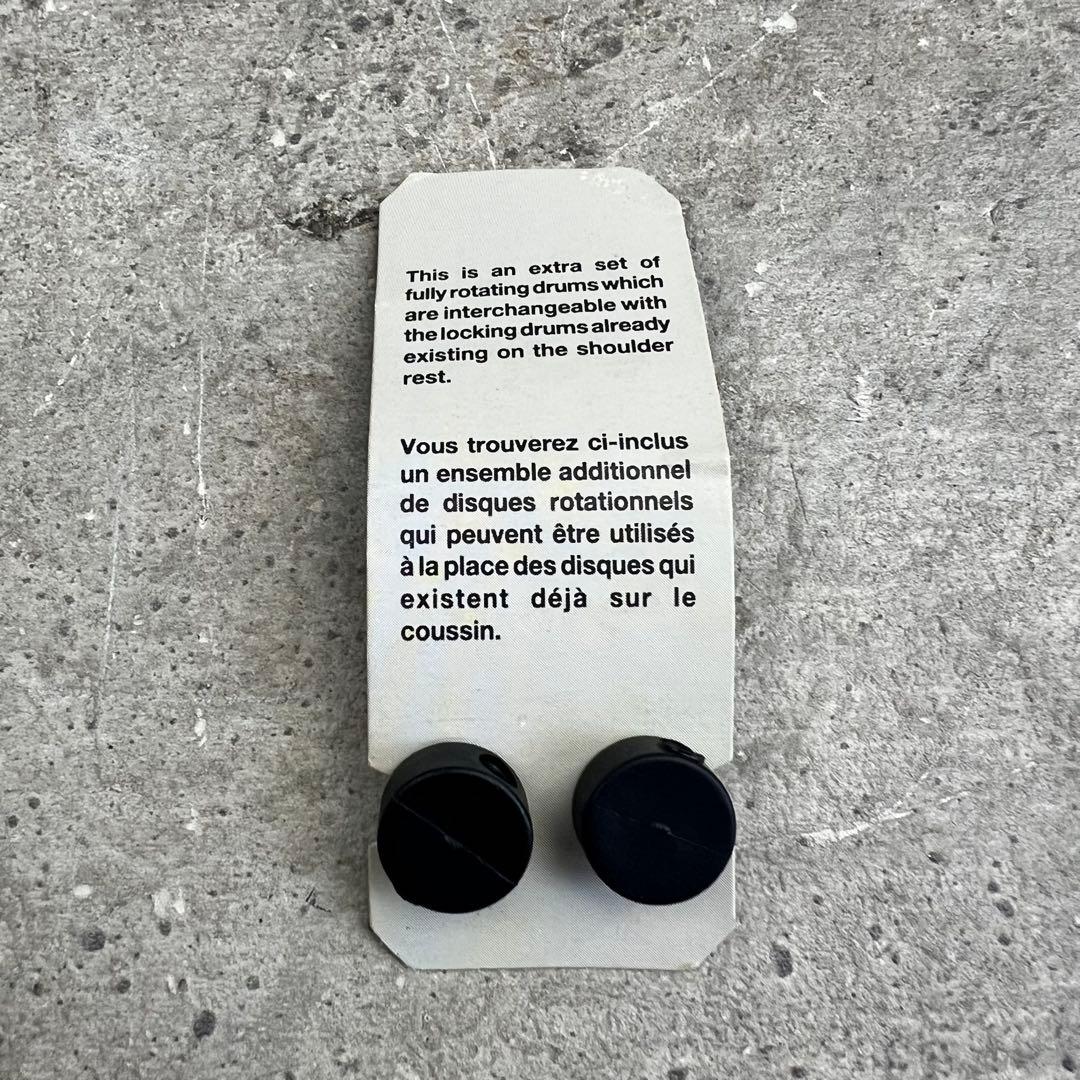 This is an extra set of
fully rotating drums which
are interchangeable with
the locking drums already
existing on the shoulder
rest.
Vous trouverez ci-inclus
un ensemble additionnel
de disques rotationnels
qui peuvent être utilisés
à la place des disques qui
existent déjà sur le
coussin.